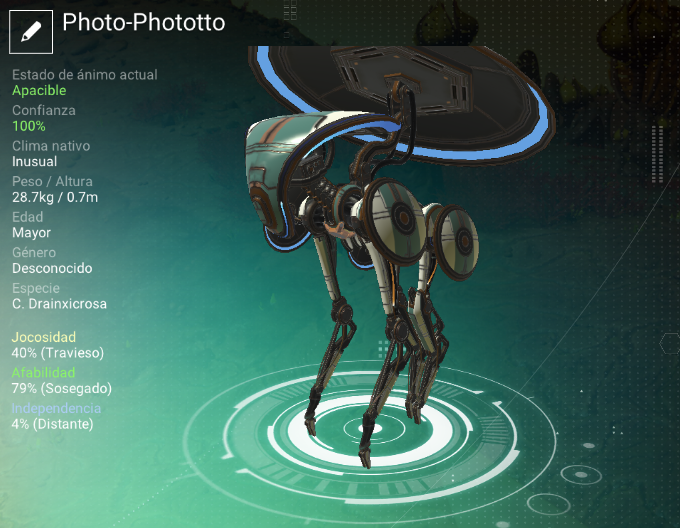 Photo-Phototto
Estado de ánimo actual
Apacible
Confianza
100%
Clima nativo
Inusual
Peso / Altura
28.7kg / 0.7m
Edad
Mayor
Género
Desconocido
Especie
C. Drainxicrosa
Jocosidad
40% (Travieso)
Afabilidad
79% (Sosegado)
Independencia
4% (Distante)